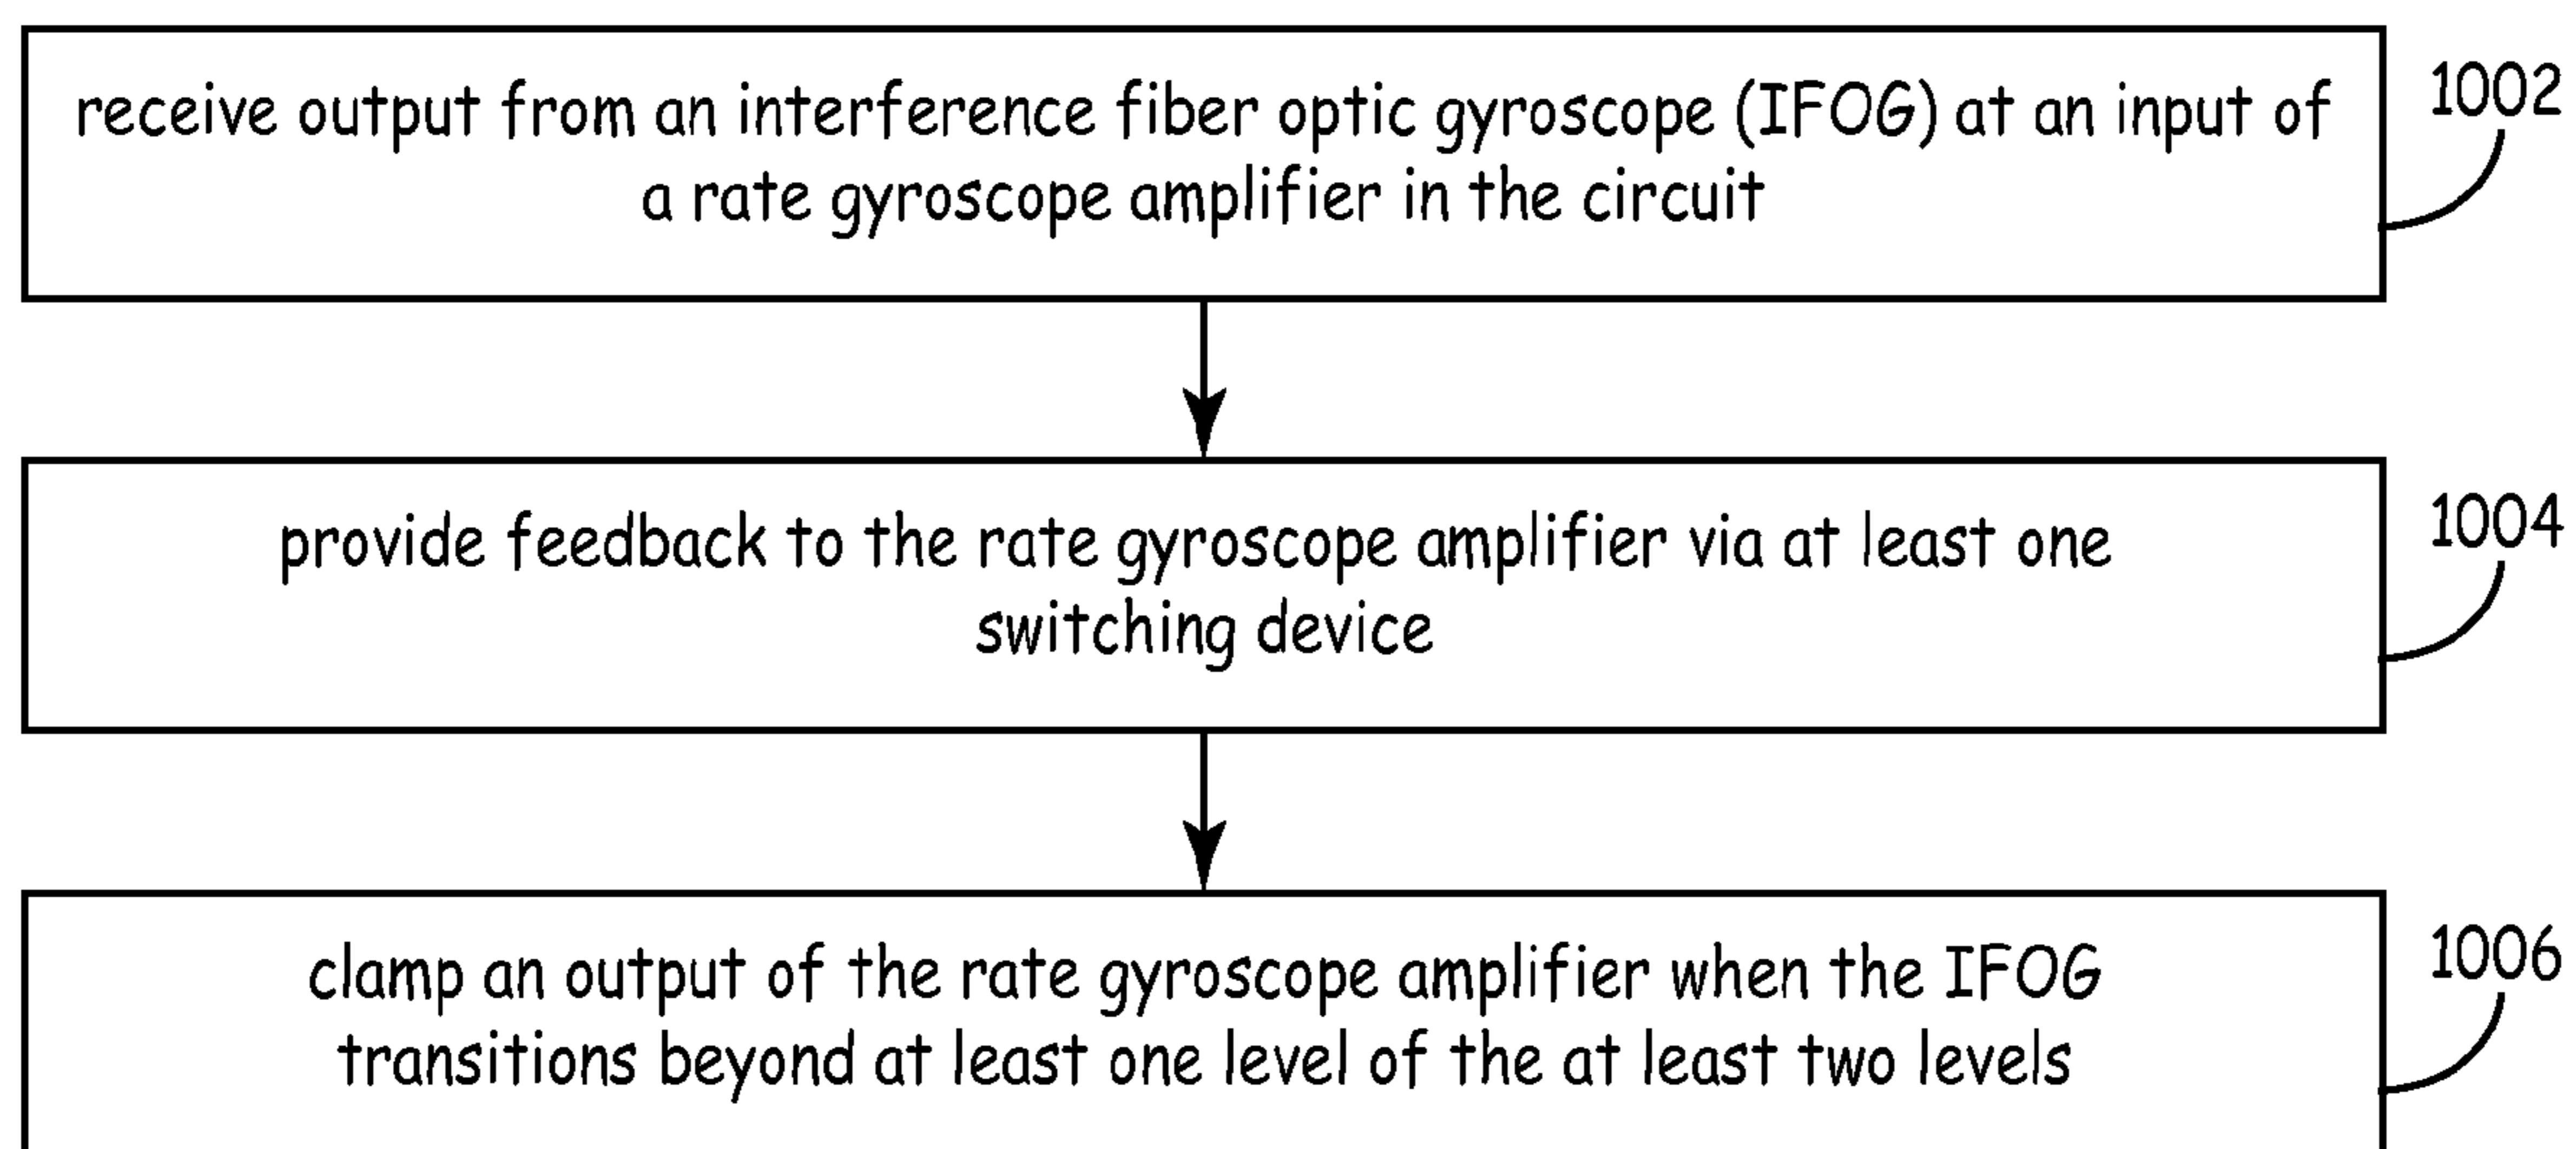 receive output from an interference fiber optic gyroscope (IFOG) at an input of
a rate gyroscope amplifier in the circuit
1002
provide feedback to the rate gyroscope amplifier via at least one
switching device
1004
clamp an output of the rate gyroscope amplifier when the IFOG
transitions beyond at least one level of the at least two levels
1006